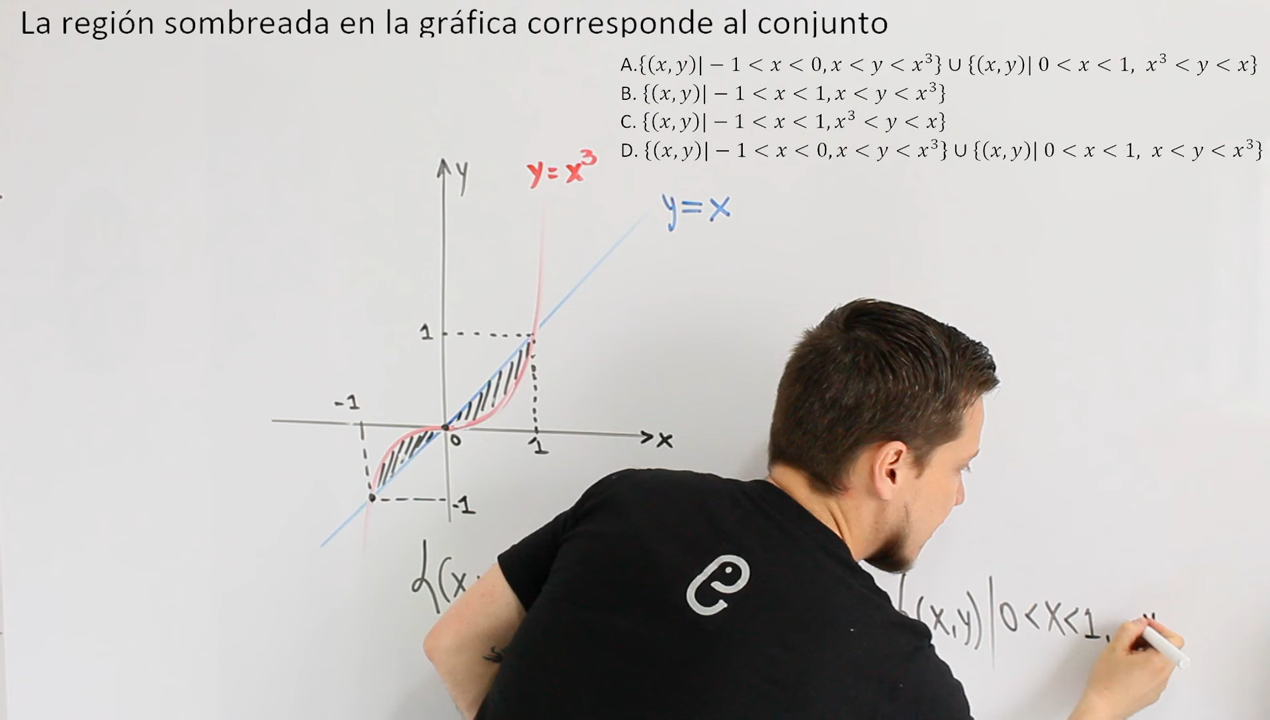 La región sombreada en la gráfica corresponde al conjunto
A.{(x, y)| − 1 < x < 0, x < y < x³} ∪ {(x, y)| 0 < x < 1, x³ < y < x}
B. {(x, y)| − 1 < x < 1, x < y < x³}
C. {(x, y)| − 1 < x < 1, x³ < y < x}
D. {(x, y)| − 1 < x < 0, x < y < x³} ∪ {(x, y)| 0 < x < 1, x < y < x³}
y
y=x³
y=x
1
-1
0
1
x
-1
{(x,
(x,y)|0<x<1,